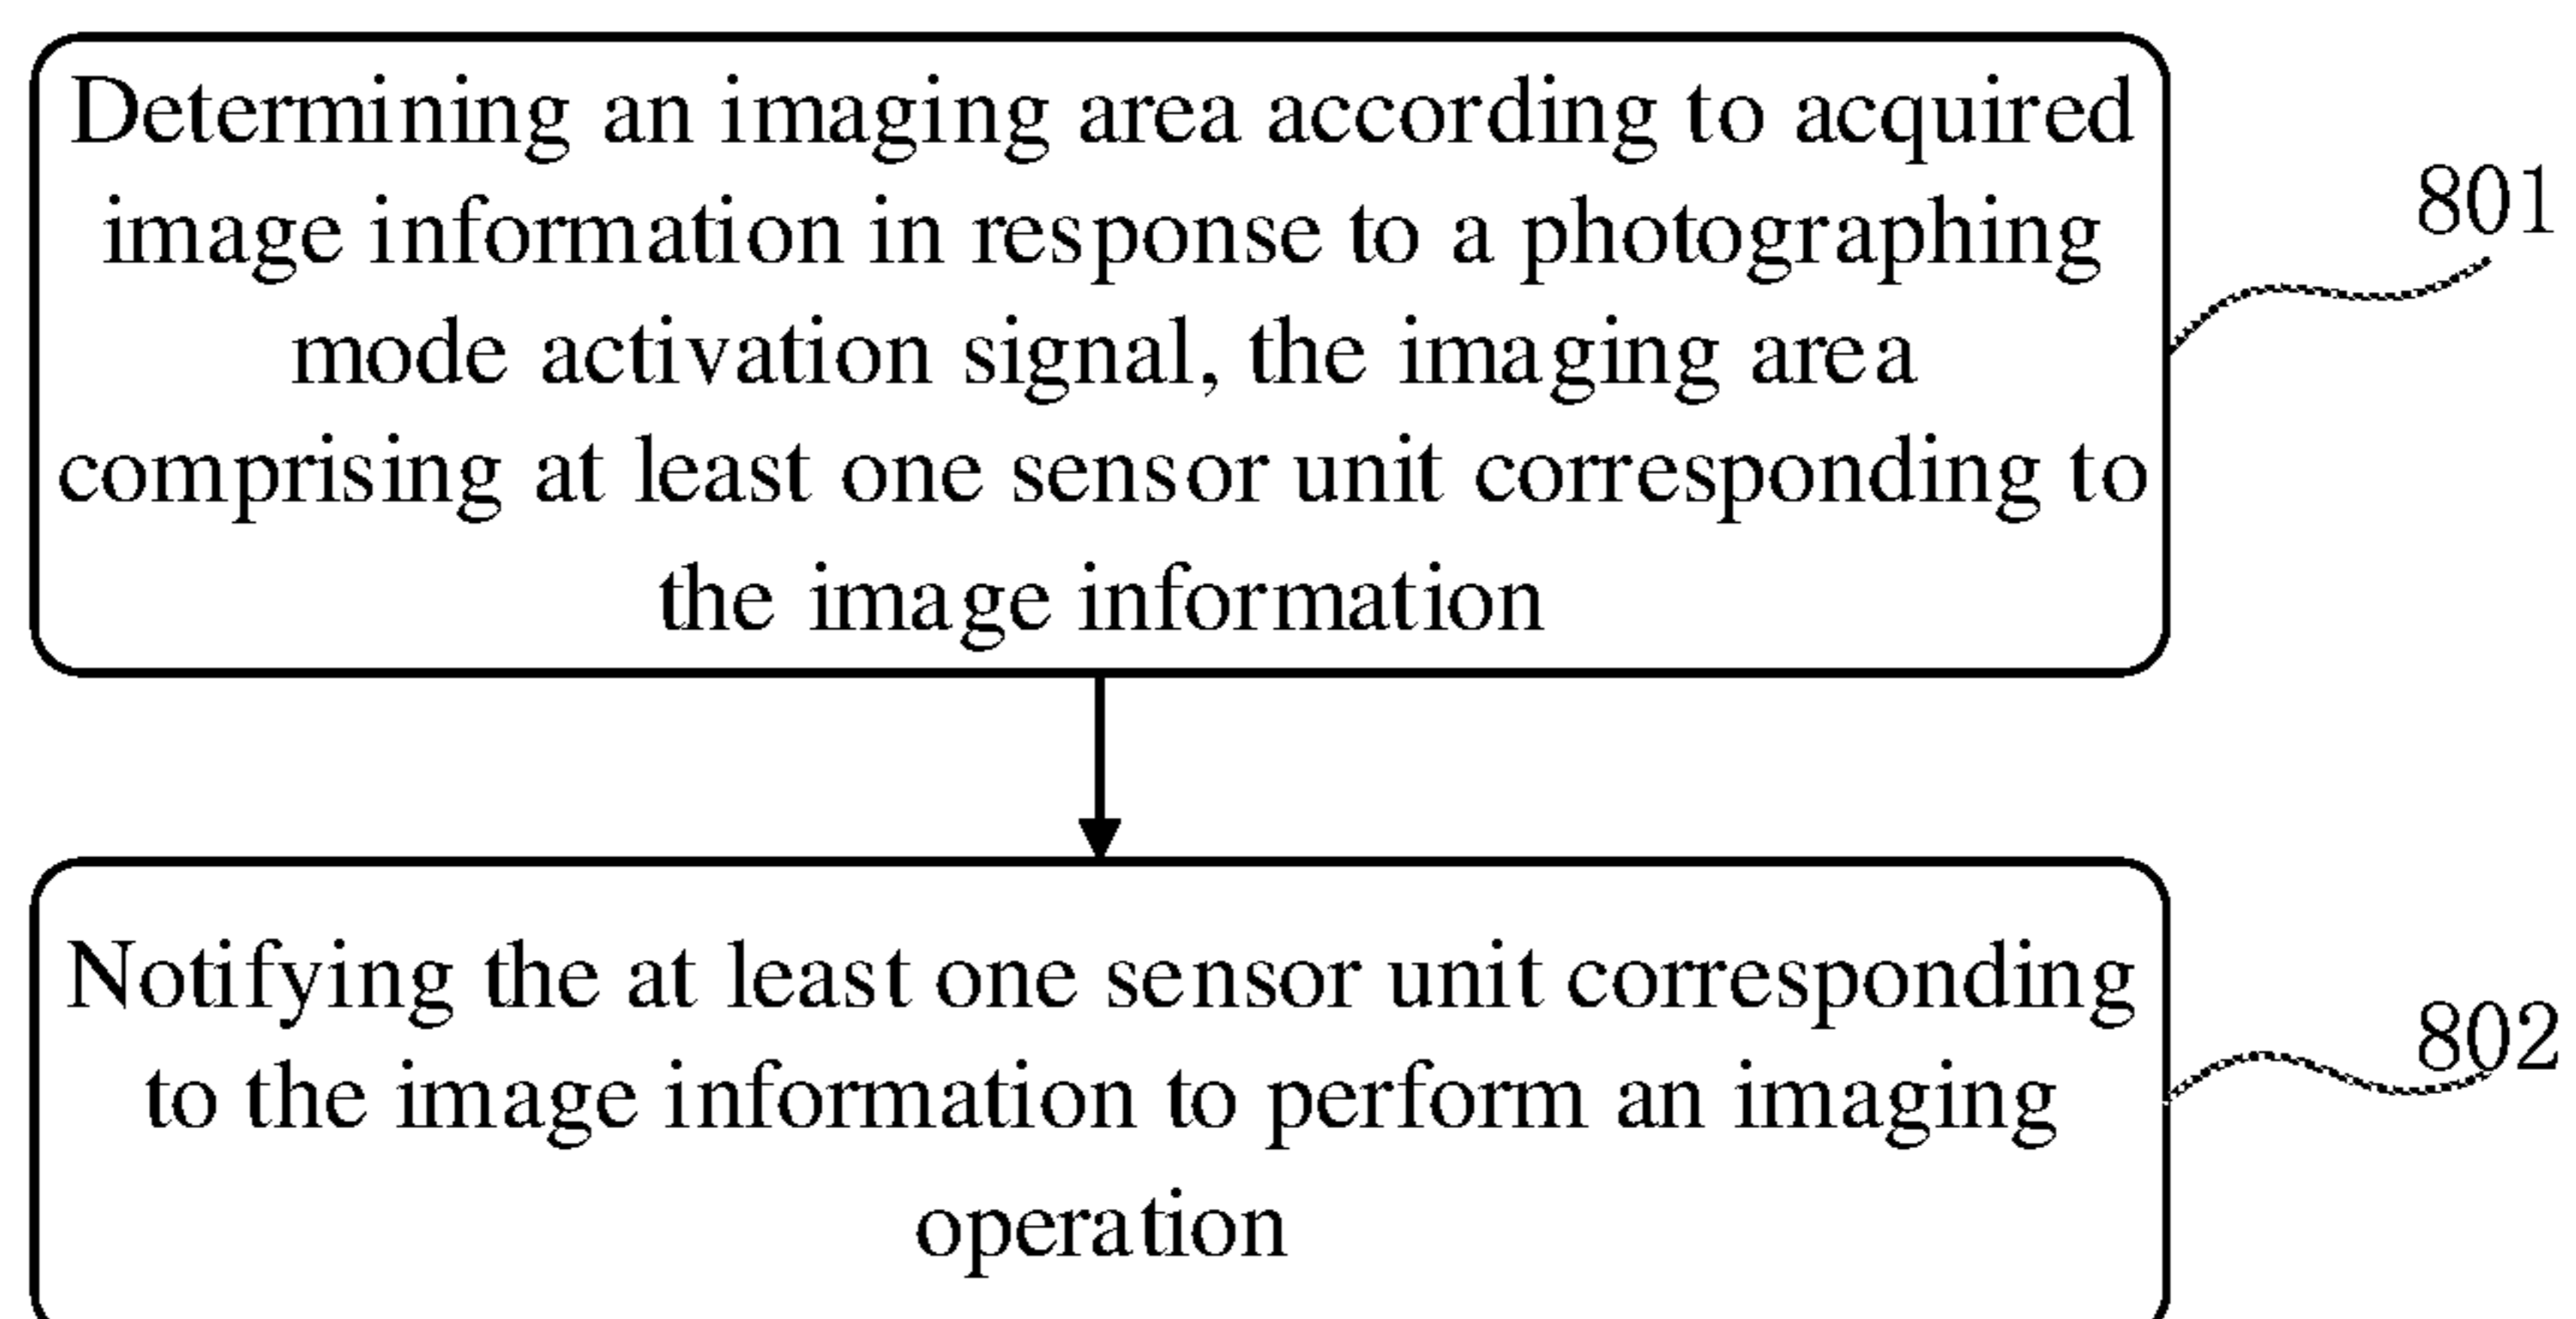 Determining an imaging area according to acquired
image information in response to a photographing
mode activation signal, the imaging area
comprising at least one sensor unit corresponding to
the image information
801
Notifying the at least one sensor unit corresponding
to the image information to perform an imaging
operation
802